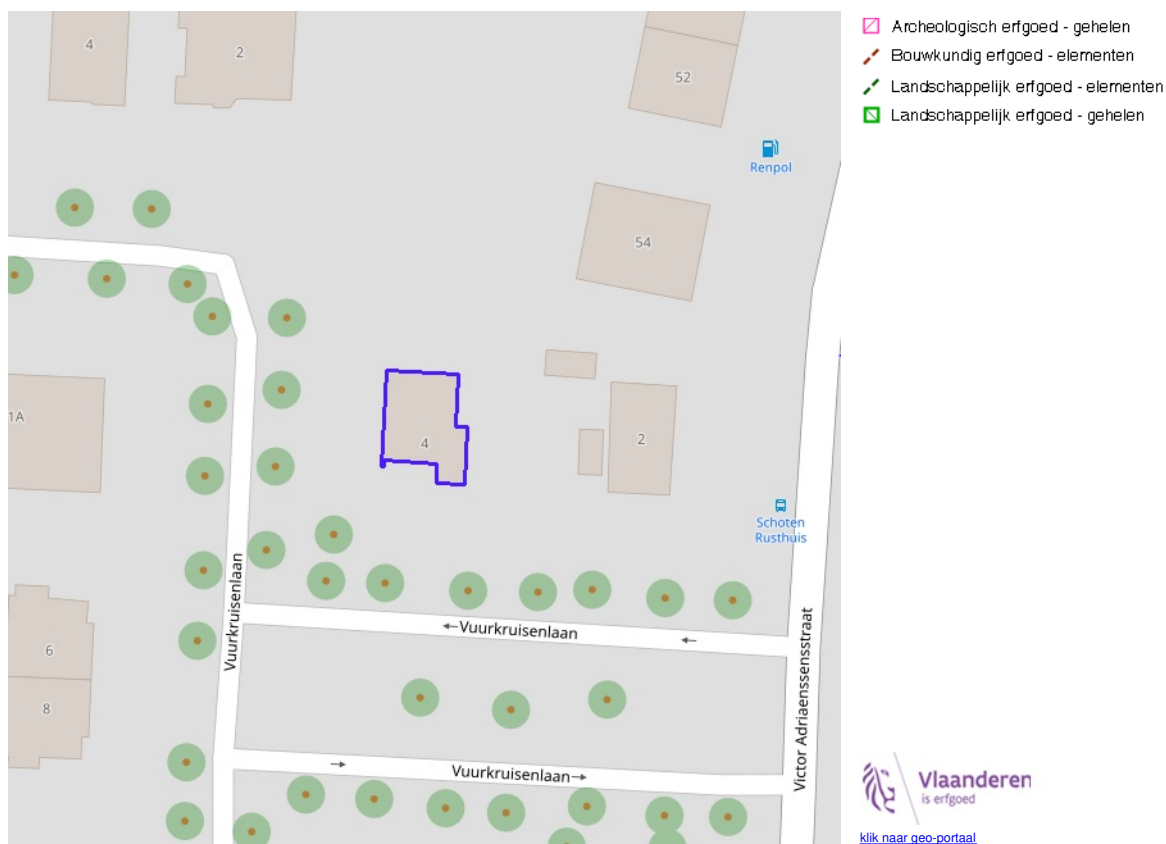 4
2
52
Renpol
54
1A
4
2
Schoten
Rusthuis
Vuurkruisenlaan
←Vuurkruisenlaan
←
6
8
Victor Adriaenssensstraat
→
Vuurkruisenlaan→
Archeologisch erfgoed - gehelen
Bouwkundig erfgoed - elementen
Landschappelijk erfgoed - elementen
Landschappelijk erfgoed - gehelen
Vlaanderen
is erfgoed
klik naar geo-portaal